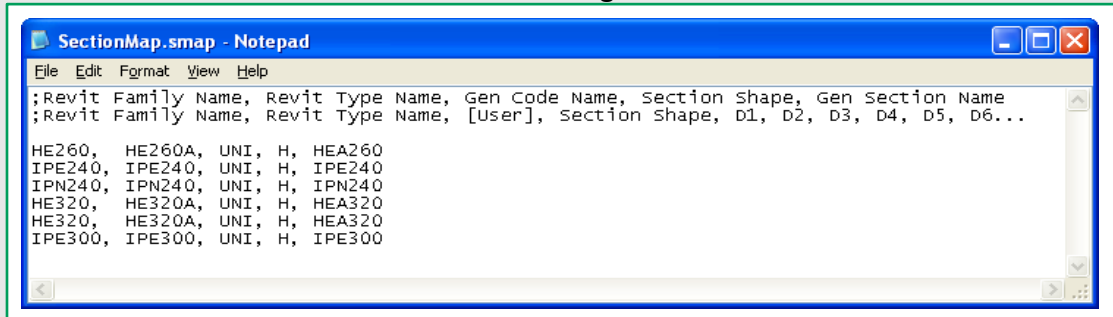 SectionMap.smap - Notepad
File Edit Format View Help
;Revit Family Name, Revit Type Name, Gen Code Name, Section Shape, Gen Section Name
;Revit Family Name, Revit Type Name, [User], Section Shape, D1, D2, D3, D4, D5, D6...
HE260, HE260A, UNI, H, HEA260
IPE240, IPE240, UNI, H, IPE240
IPN240, IPN240, UNI, H, IPN240
HE320, HE320A, UNI, H, HEA320
HE320, HE320A, UNI, H, HEA320
IPE300, IPE300, UNI, H, IPE300